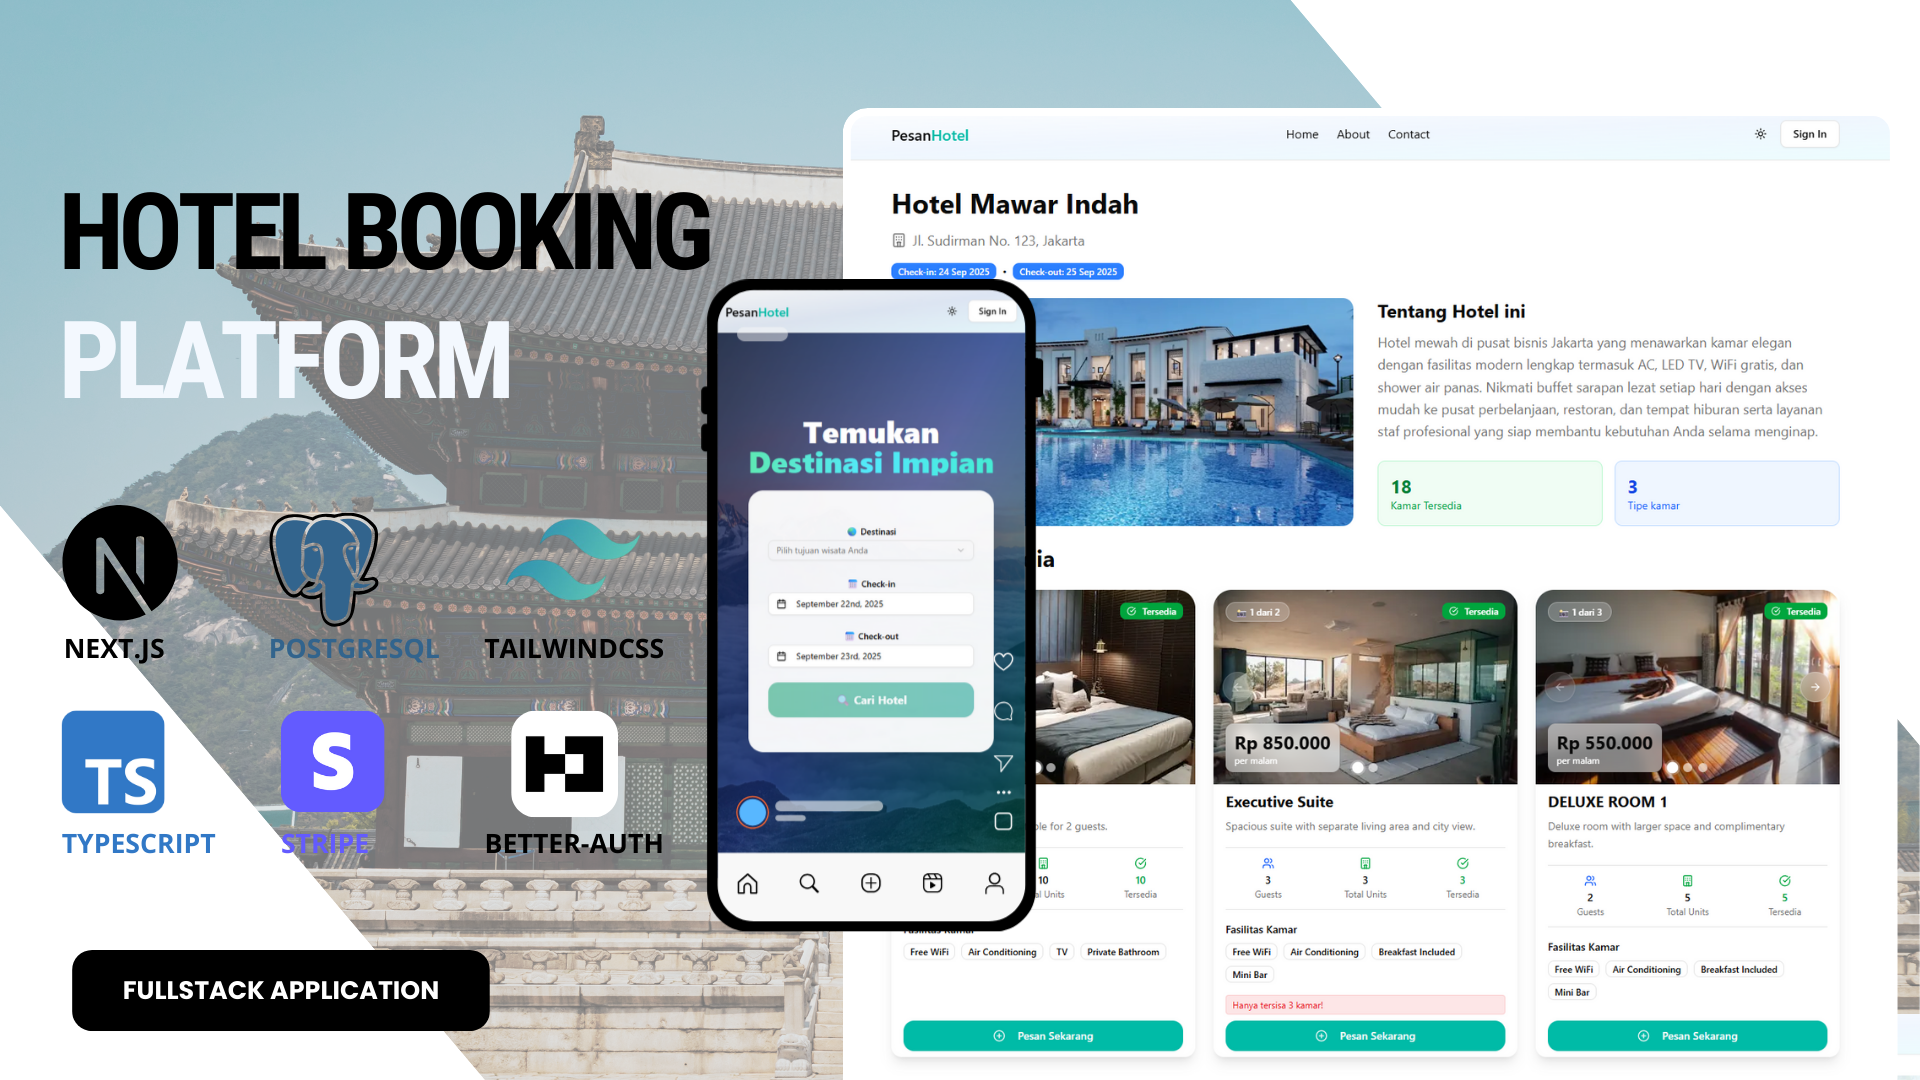 HOTEL BOOKING
PLATFORM
NEXT.JS
POSTGRESQL
TAILWINDCSS
TS
S
TYPESCRIPT
STRIPE
BETTER-AUTH
FULLSTACK APPLICATION
PesanHotel
Sign In
Temukan
Destinasi Impian
Destinasi
Pilih tujuan wisata Anda
Check-in
September 22nd, 2025
Check-out
September 23rd, 2025
Cari Hotel
PesanHotel
Home About Contact
Sign In
Hotel Mawar Indah
Jl. Sudirman No. 123, Jakarta
Check-in: 24 Sep 2025 • Check-out: 25 Sep 2025
Tentang Hotel ini
Hotel mewah di pusat bisnis Jakarta yang menawarkan kamar elegan
dengan fasilitas modern lengkap termasuk AC, LED TV, WiFi gratis, dan
shower air panas. Nikmati buffet sarapan lezat setiap hari dengan akses
mudah ke pusat perbelanjaan, restoran, dan tempat hiburan serta layanan
staf profesional yang siap membantu kebutuhan Anda selama menginap.
18
Kamar Tersedia
3
Tipe kamar
ia
Tersedia
for 2 guests.
10 10
Units Tersedia
Fasilitas Kamar
Free WiFi Air Conditioning TV Private Bathroom
Pesan Sekarang
1 dari 2 Tersedia
Rp 850.000
per malam
Executive Suite
Spacious suite with separate living area and city view.
3 3 3
Guests Total Units Tersedia
Fasilitas Kamar
Free WiFi Air Conditioning Breakfast Included
Mini Bar
Hanya tersisa 3 kamar!
Pesan Sekarang
1 dari 3 Tersedia
Rp 550.000
per malam
DELUXE ROOM 1
Deluxe room with larger space and complimentary
breakfast.
2 5 5
Guests Total Units Tersedia
Fasilitas Kamar
Free WiFi Air Conditioning Breakfast Included
Mini Bar
Pesan Sekarang